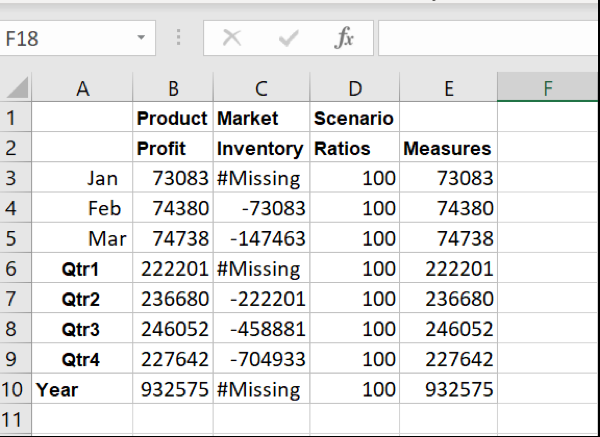 F18 fx
A B C D E F
1 Product Market Scenario
2 Profit Inventory Ratios Measures
3 Jan 73083 #Missing 100 73083
4 Feb 74380 -73083 100 74380
5 Mar 74738 -147463 100 74738
6 Qtr1 222201 #Missing 100 222201
7 Qtr2 236680 -222201 100 236680
8 Qtr3 246052 -458881 100 246052
9 Qtr4 227642 -704933 100 227642
10 Year 932575 #Missing 100 932575
11